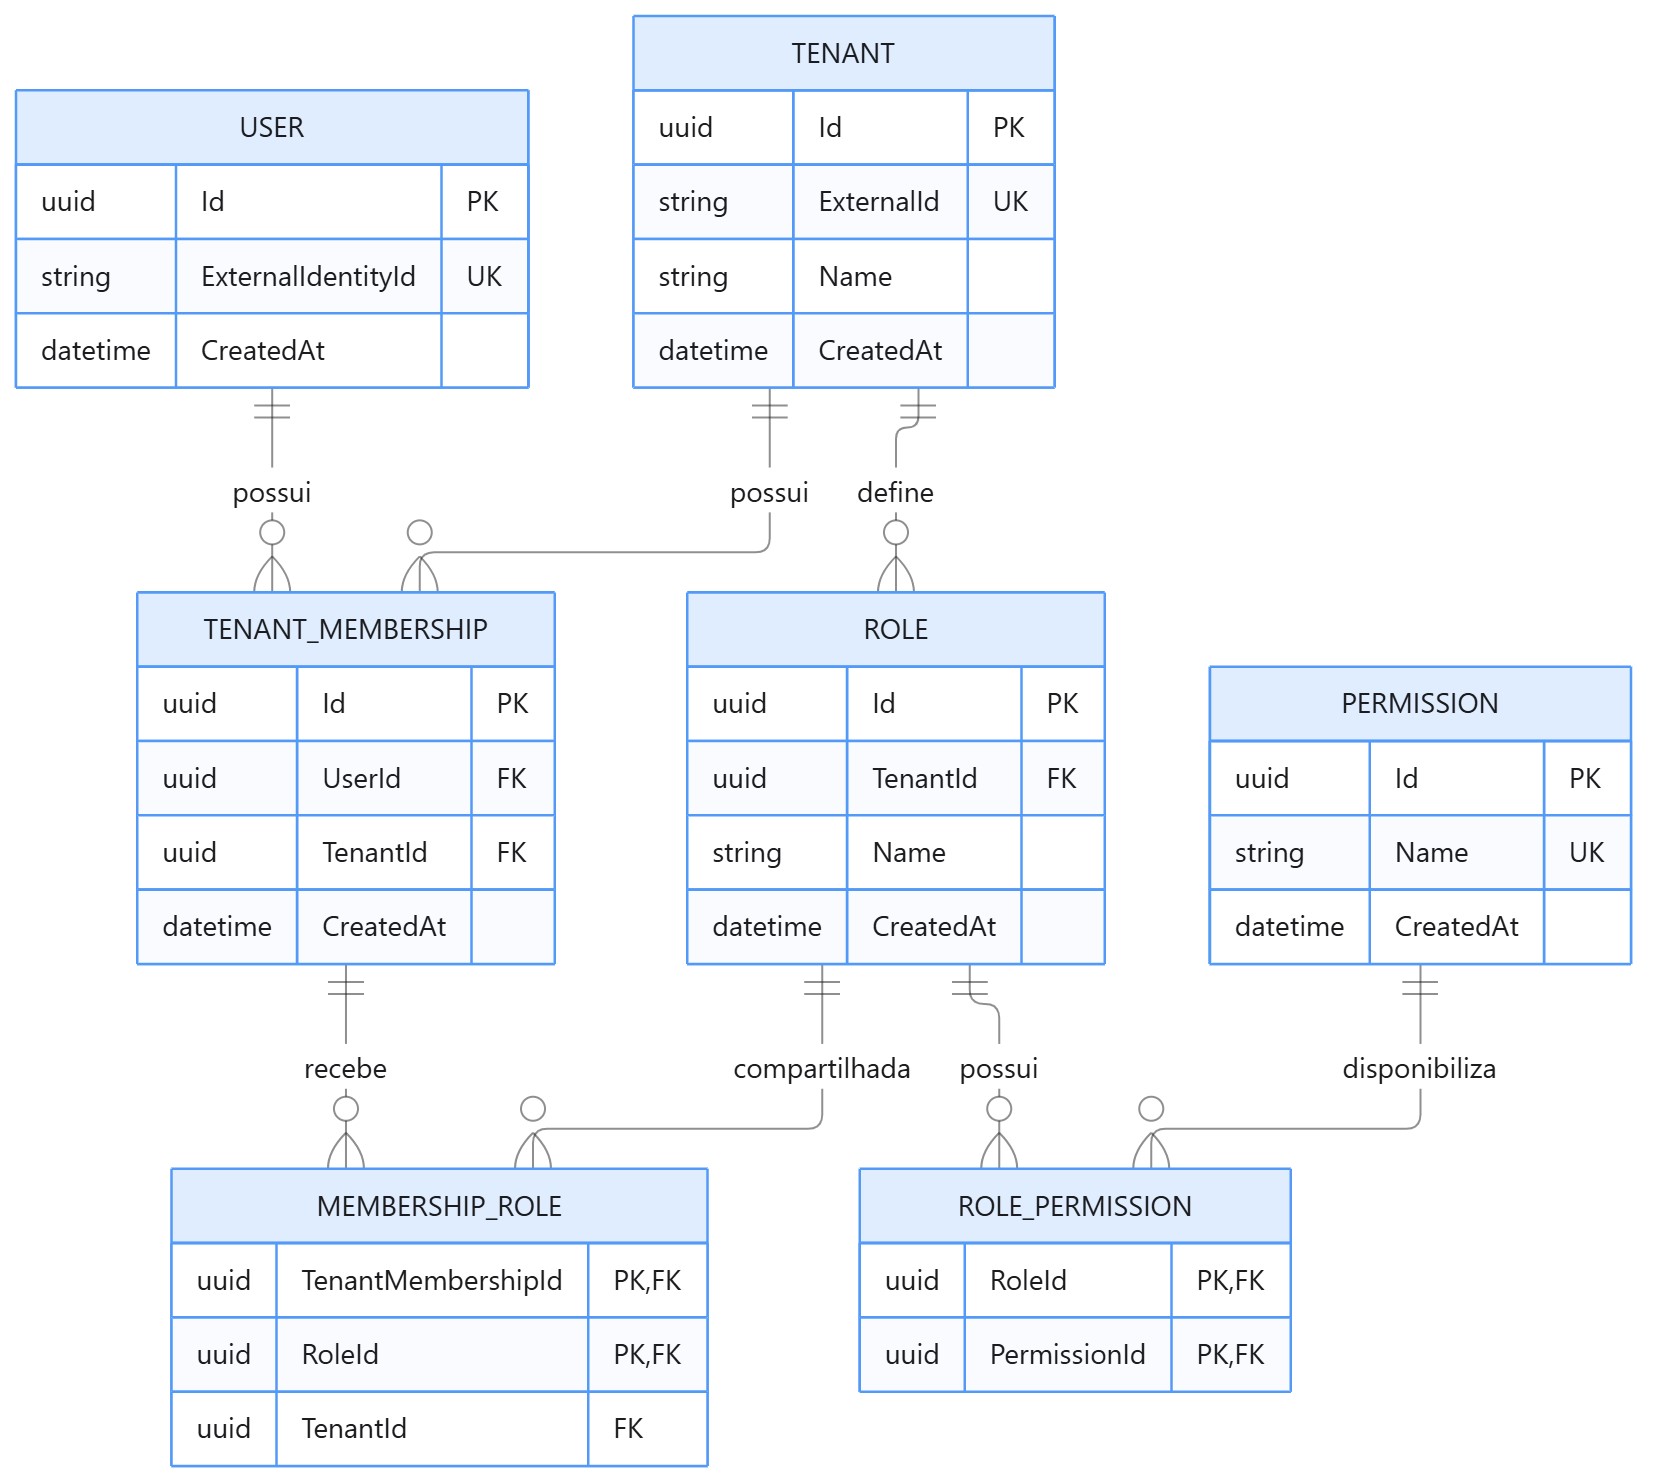 TENANT
uuid Id PK
string ExternalId UK
string Name
datetime CreatedAt
USER
uuid Id PK
string ExternalIdentityId UK
datetime CreatedAt
possui
possui
define
TENANT_MEMBERSHIP
uuid Id PK
uuid UserId FK
uuid TenantId FK
datetime CreatedAt
ROLE
uuid Id PK
uuid TenantId FK
string Name
datetime CreatedAt
PERMISSION
uuid Id PK
string Name UK
datetime CreatedAt
recebe
compartilhada
possui
disponibiliza
MEMBERSHIP_ROLE
uuid TenantMembershipId PK,FK
uuid RoleId PK,FK
uuid TenantId FK
ROLE_PERMISSION
uuid RoleId PK,FK
uuid PermissionId PK,FK